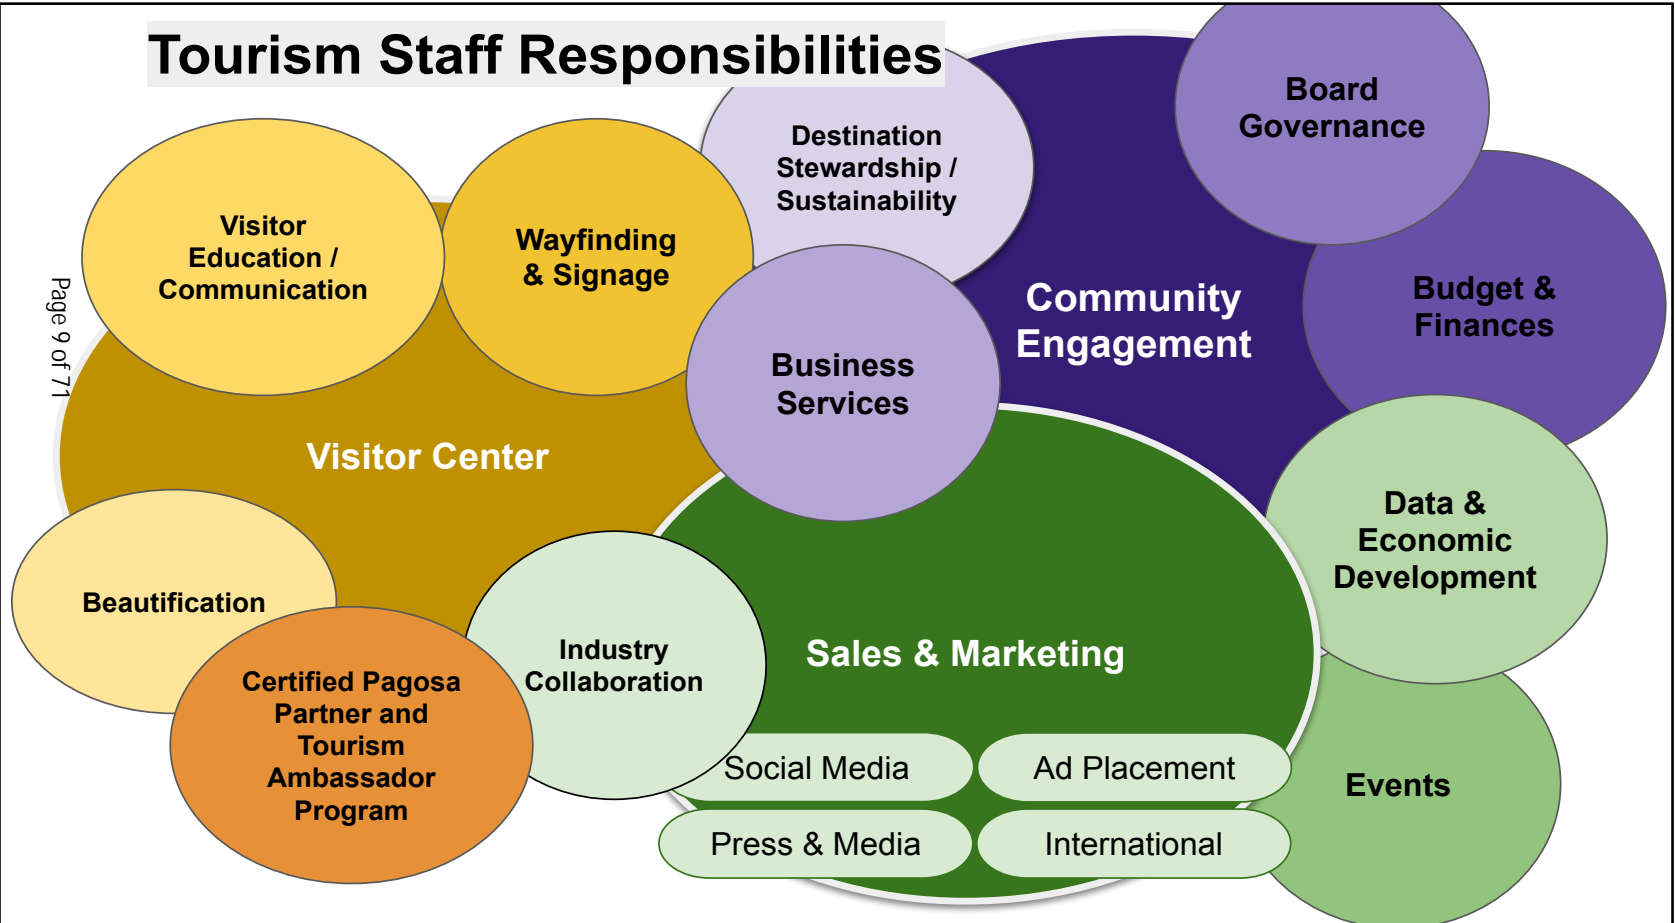 Tourism Staff Responsibilities
Board
Governance
Destination
Stewardship /
Sustainability
Visitor
Education /
Communication
Wayfinding
& Signage
Community
Engagement
Budget &
Finances
Business
Services
Page 9 of 71
Visitor Center
Data &
Economic
Development
Beautification
Industry
Collaboration
Sales & Marketing
Certified Pagosa
Partner and
Tourism
Ambassador
Program
Social Media
Ad Placement
Events
Press & Media
International